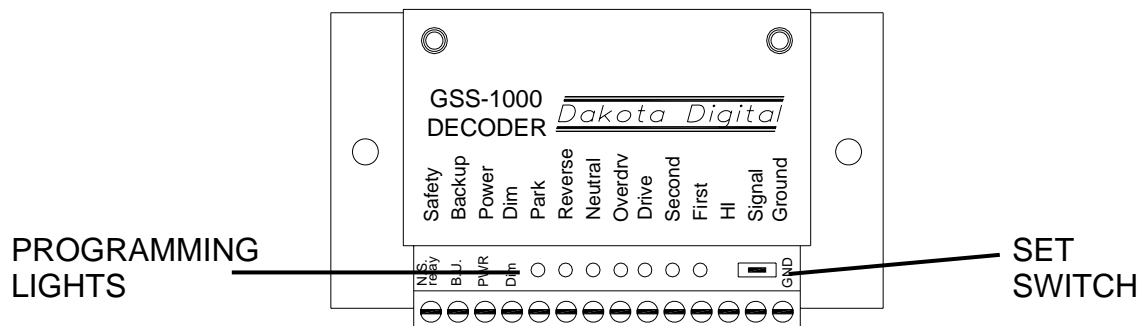 GSS-1000
DECODER
Dakota Digital
Safety
Backup
Power
Dim
Park
Reverse
Neutral
Overdrv
Drive
Second
First
HI
Signal
Ground
PROGRAMMING
LIGHTS
N.S.
relay
B.U.
PWR
Dim
GND
SET
SWITCH